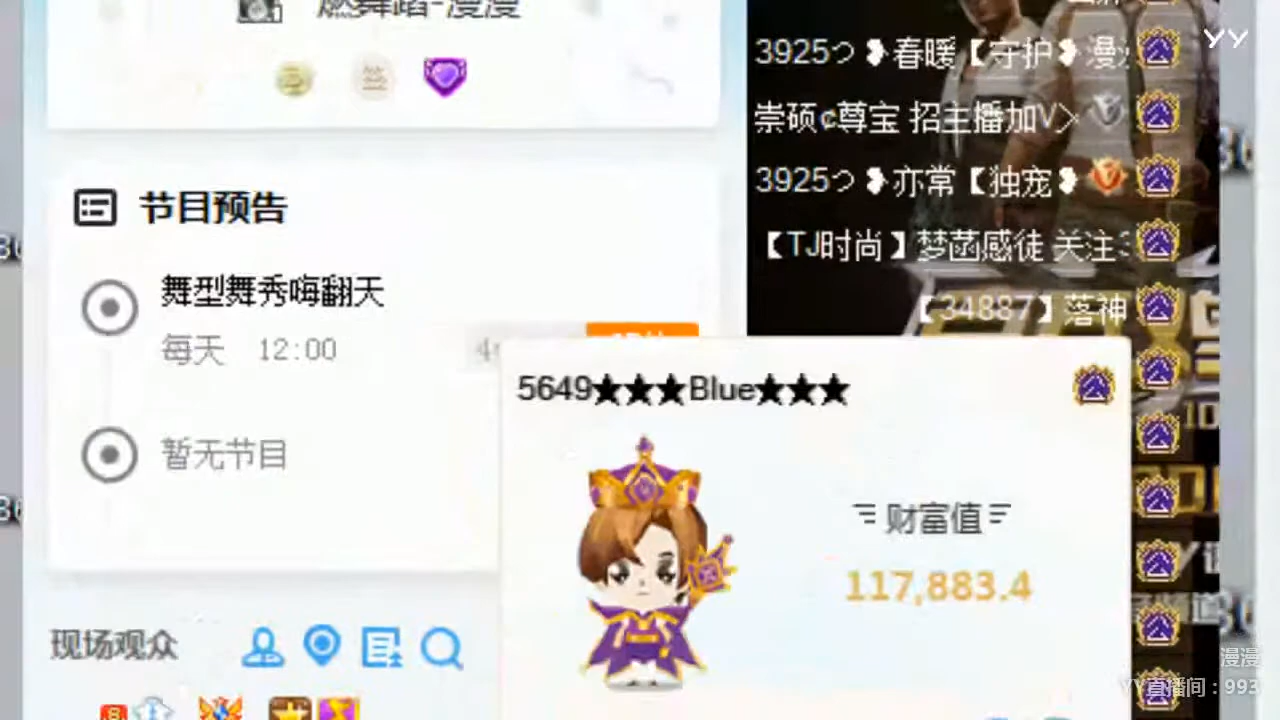 燃舞蹈-漫漫
节目预告
舞型舞秀嗨翻天
每天 12:00
暂无节目
现场观众
3925つ❥春暖【守护❥漫
崇硕¢尊宝 招主播加V
3925つ❥亦常【独宠❥
【TJ时尚】梦菡感徒 关注
【34887】落神
5649★★★Blue★★★
财富值
117,883.4
YY
漫漫
YY直播间：993